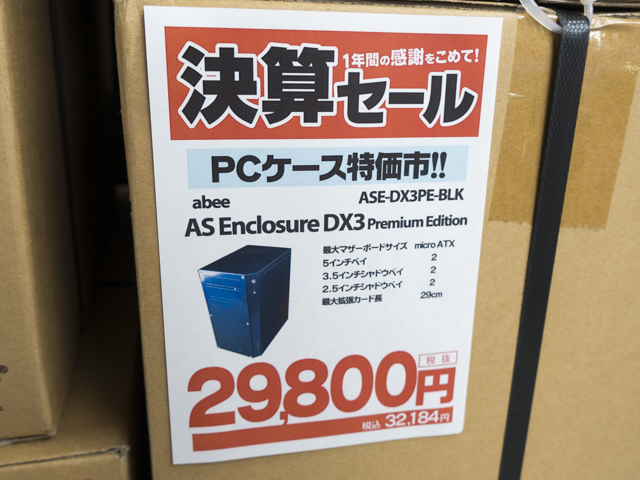 1年間の感謝をこめて!
決算セール
PCケース特価市!!
abee ASE-DX3PE-BLK
AS Enclosure DX3 Premium Edition
最大マザーボードサイズ micro ATX
5インチベイ 2
3.5インチシャドウベイ 2
2.5インチシャドウベイ 2
最大拡張カード長 29cm
税抜
29,800円
税込 32,184円